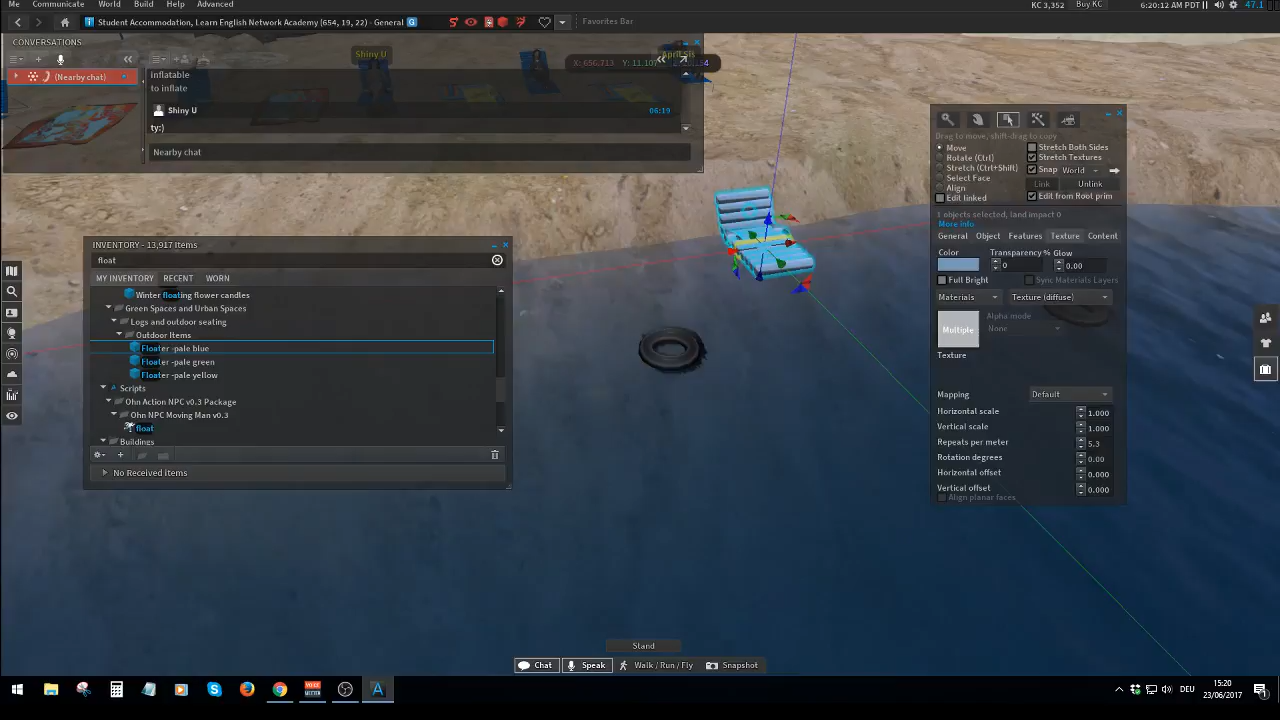 Me Communicate World Build Help Avatar
KC 3,352 Buy KC 6:20:12 AM PDT 47.1
Student Accommodation, Learn English Network Academy (654, 19, 22) - General G
Favorites Bar
CONVERSATIONS
(Nearby chat)
inflatable
to inflate
Shiny U 06:19
ty:)
Nearby chat
Shiny U
X: 656.713 Y: 11.107
Drag to move, shift-drag to copy
Move
Rotate (Ctrl)
Stretch (Ctrl+Shift)
Select Face
Align
Edit linked
Stretch Both Sides
Stretch Textures
Snap World
Link Unlink
Edit from Root prim
1 objects selected, land impact 0
More info
General Object Features Texture Content
Color Transparency % Glow
0 0.00
Full Bright Sync Materials Layers
Materials Texture (diffuse)
Alpha mode
None
Multiple
Texture
Mapping Default
Horizontal scale 1.000
Vertical scale 1.000
Repeats per meter 5.3
Rotation degrees 0.00
Horizontal offset 0.000
Vertical offset 0.000
Align planar faces
INVENTORY - 13,917 Items
float
MY INVENTORY RECENT WORN
Winter floating flower candles
Green Spaces and Urban Spaces
Logs and outdoor seating
Outdoor Items
Floater -pale blue
Floater -pale green
Floater -pale yellow
Scripts
Ohn Action NPC v0.3 Package
Ohn NPC Moving Man v0.3
float
Buildings
No Received Items
Stand
Chat Speak Walk / Run / Fly Snapshot
VOICE MEETER
DEU
15:20
23/06/2017
1